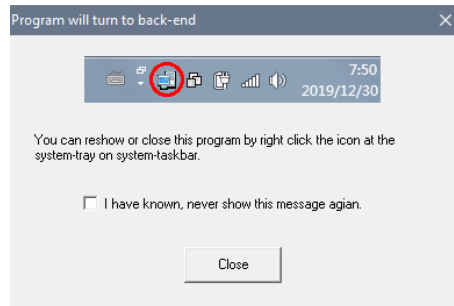 Program will turn to back-end
7:50
2019/12/30
You can reshow or close this program by right click the icon at the
system-tray on system-taskbar.
I have known, never show this message agian.
Close